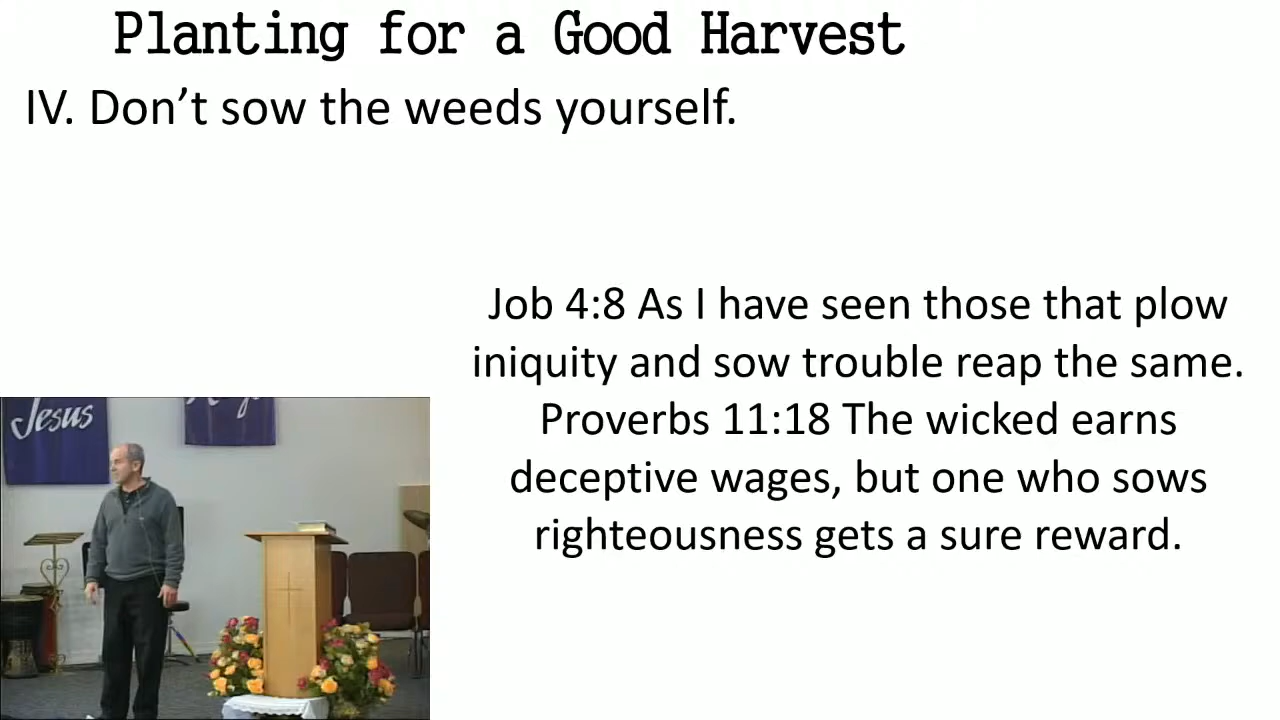 Planting for a Good Harvest
IV. Don’t sow the weeds yourself.
Job 4:8 As I have seen those that plow
iniquity and sow trouble reap the same.
Proverbs 11:18 The wicked earns
deceptive wages, but one who sows
righteousness gets a sure reward.
Jesus